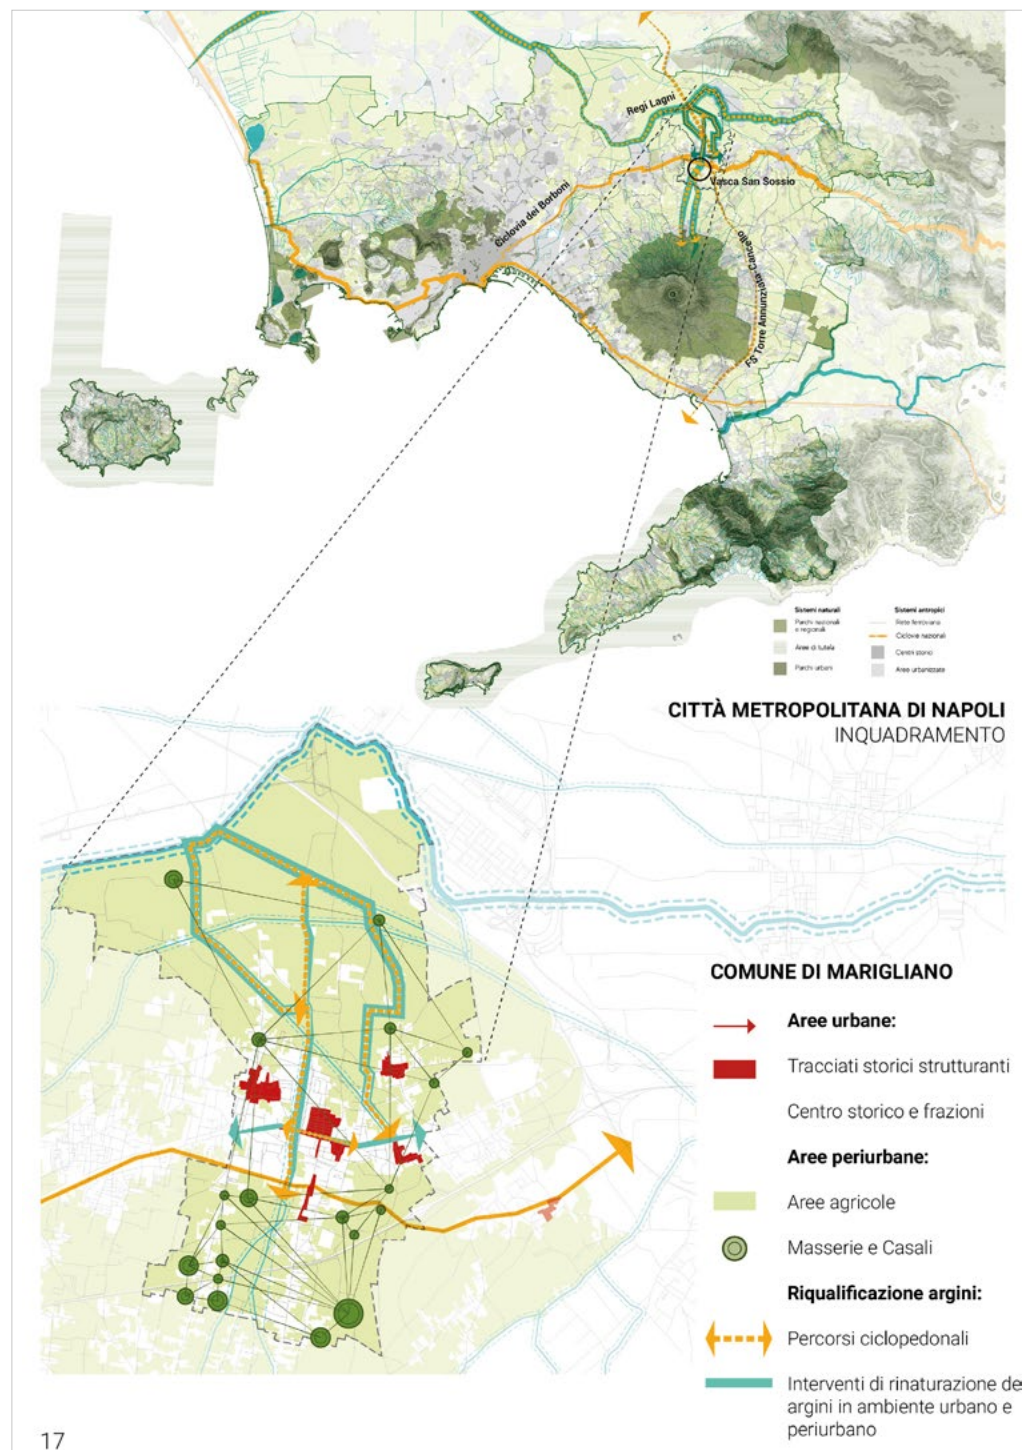 Regi Lagni
Vasca San Sossio
Ciclovia dei Borboni
FS Torre Annunziata Cancello
Sistemi naturali
Parchi nazionali
e regionali
Aree di tutela
Parchi urbani
Sistemi antropici
Rete ferroviaria
Ciclovie nazionali
Centri storici
Aree urbanizzate
CITTÀ METROPOLITANA DI NAPOLI
INQUADRAMENTO
COMUNE DI MARIGLIANO
Aree urbane:
Tracciati storici strutturanti
Centro storico e frazioni
Aree periurbane:
Aree agricole
Masserie e Casali
Riqualificazione argini:
Percorsi ciclopedonali
Interventi di rinaturazione de
argini in ambiente urbano e
periurbano
17